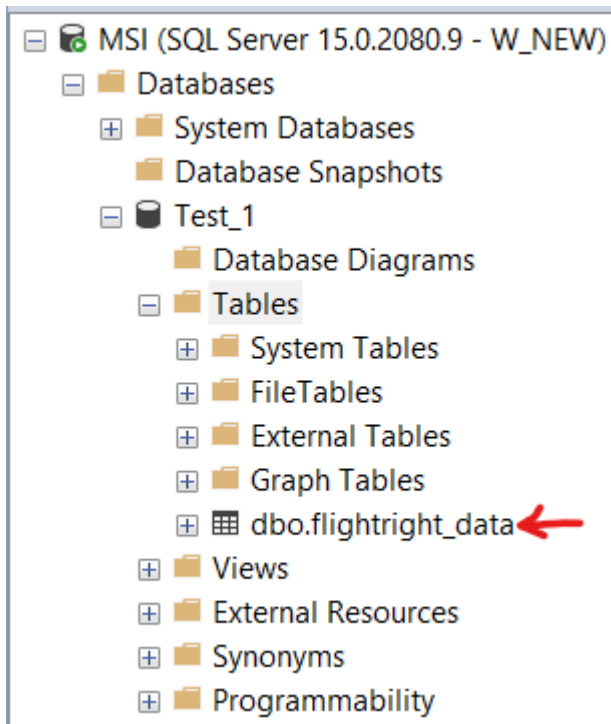 MSI (SQL Server 15.0.2080.9 - W_NEW)
Databases
System Databases
Database Snapshots
Test_1
Database Diagrams
Tables
System Tables
FileTables
External Tables
Graph Tables
dbo.flightright_data
Views
External Resources
Synonyms
Programmability